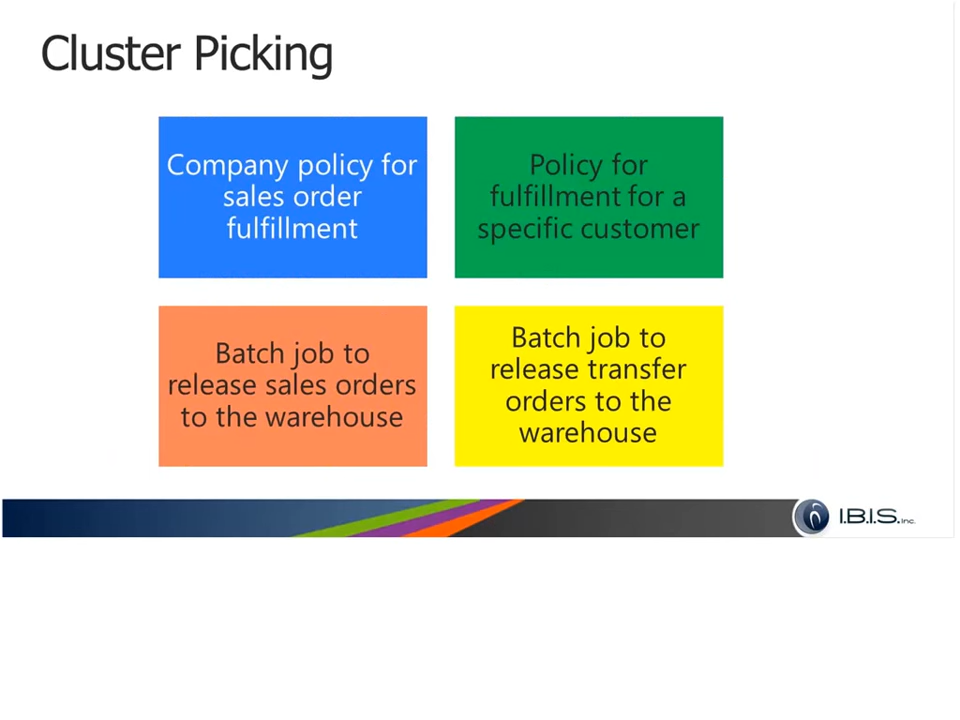 Cluster Picking
Company policy for
sales order
fulfillment
Policy for
fulfillment for a
specific customer
Batch job to
release sales orders
to the warehouse
Batch job to
release transfer
orders to the
warehouse
I.B.I.S. Inc.